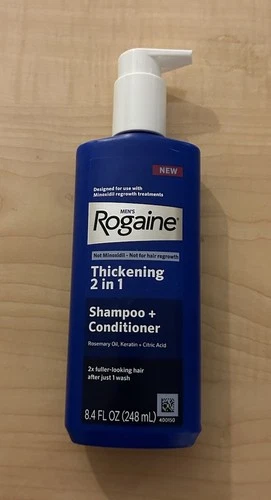 NEW
Designed for use with
Minoxidil regrowth treatments
MEN'S
Rogaine®
Not Minoxidil - Not for hair regrowth
Thickening
2 in 1
Shampoo +
Conditioner
Rosemary Oil, Keratin + Citric Acid
2x fuller-looking hair
after just 1 wash
8.4 FL OZ (248 mL)
400150